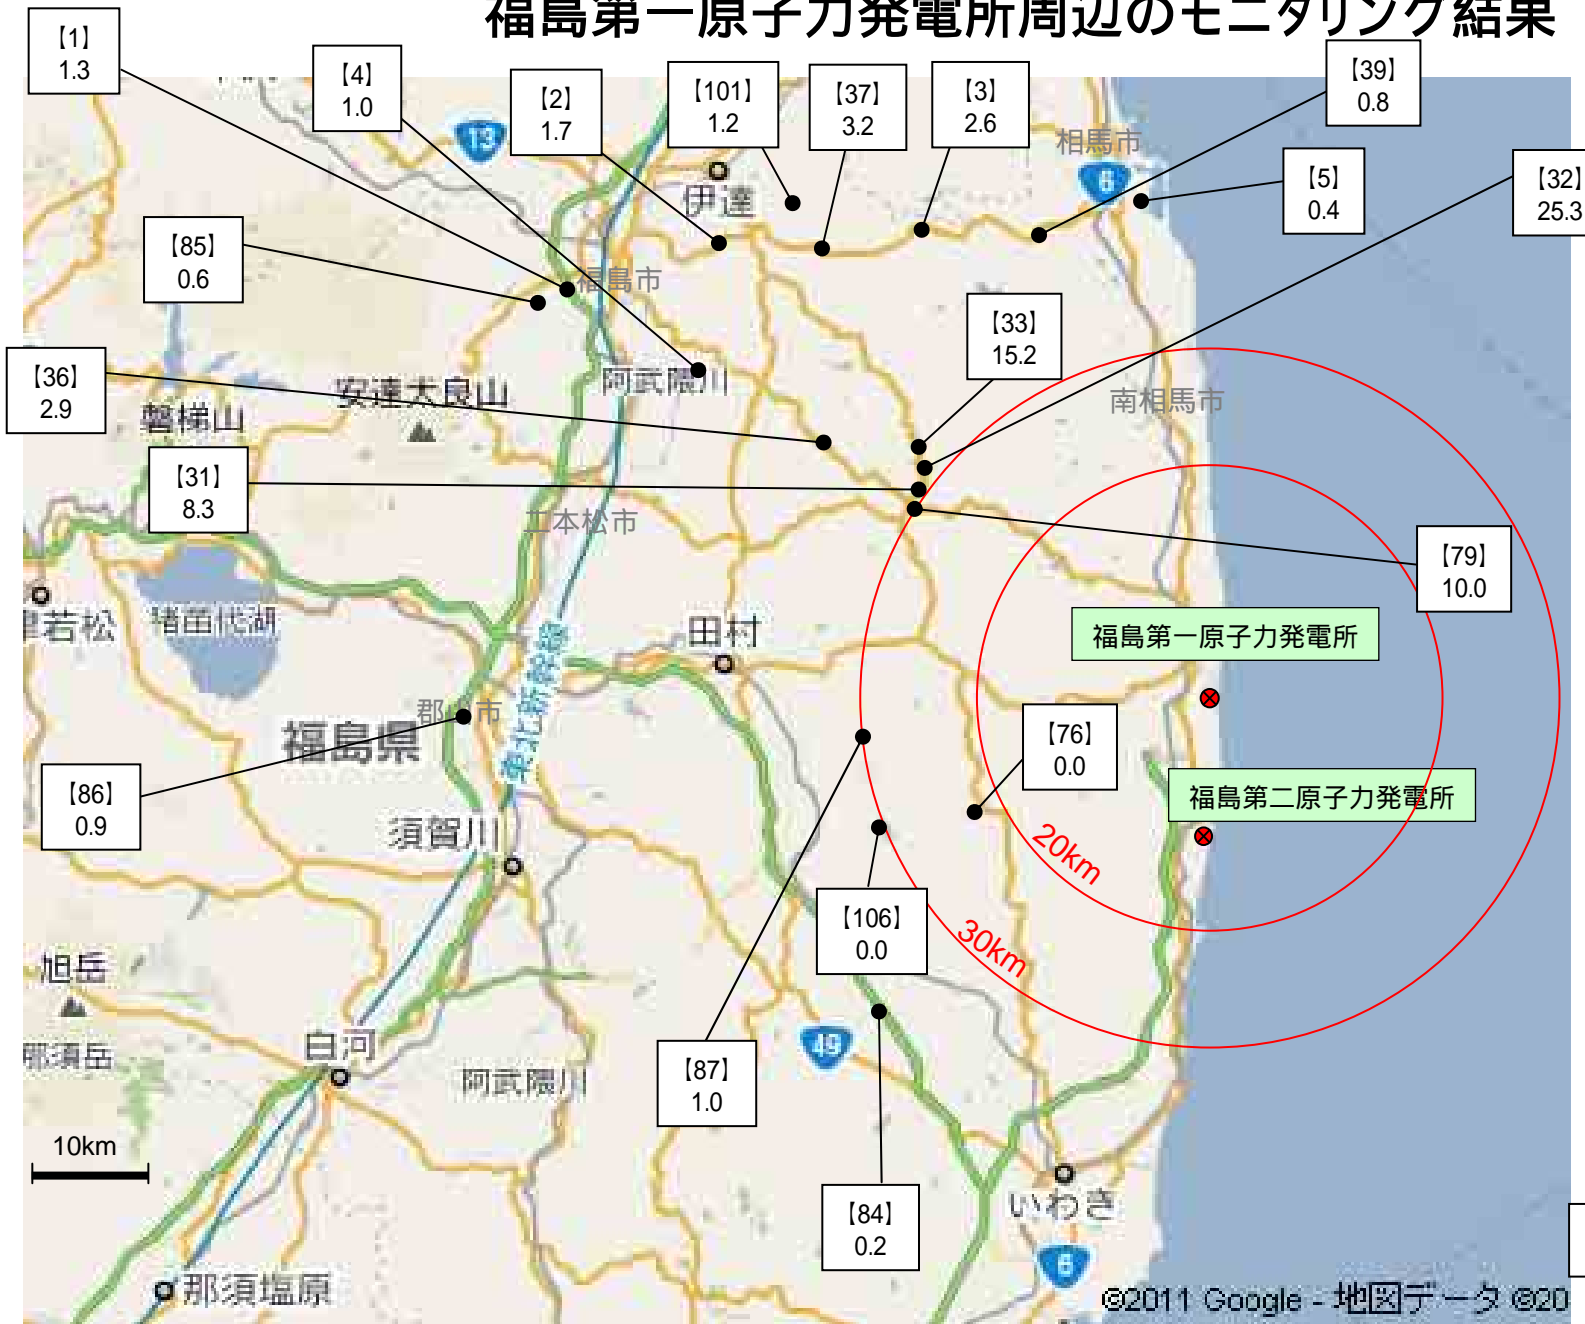 福島第一原子力発電所周辺のモニタリング結果
【1】
1.3
【4】
1.0
【2】
1.7
【101】
1.2
【37】
3.2
【3】
2.6
【39】
0.8
【5】
0.4
【32】
25.3
13
伊達
相馬市
6
【85】
0.6
福島市
【33】
15.2
【36】
2.9
磐梯山
安達太良山
阿武隈川
南相馬市
【31】
8.3
二本松市
【79】
10.0
若松
猪苗代湖
田村
福島第一原子力発電所
東北新幹線
郡山市
福島県
【76】
0.0
【86】
0.9
福島第二原子力発電所
須賀川
20km
【106】
0.0
30km
旭岳
那須岳
白河
49
阿武隈川
【87】
1.0
10km
いわき
【84】
0.2
6
那須塩原
©2011 Google - 地図データ ©20